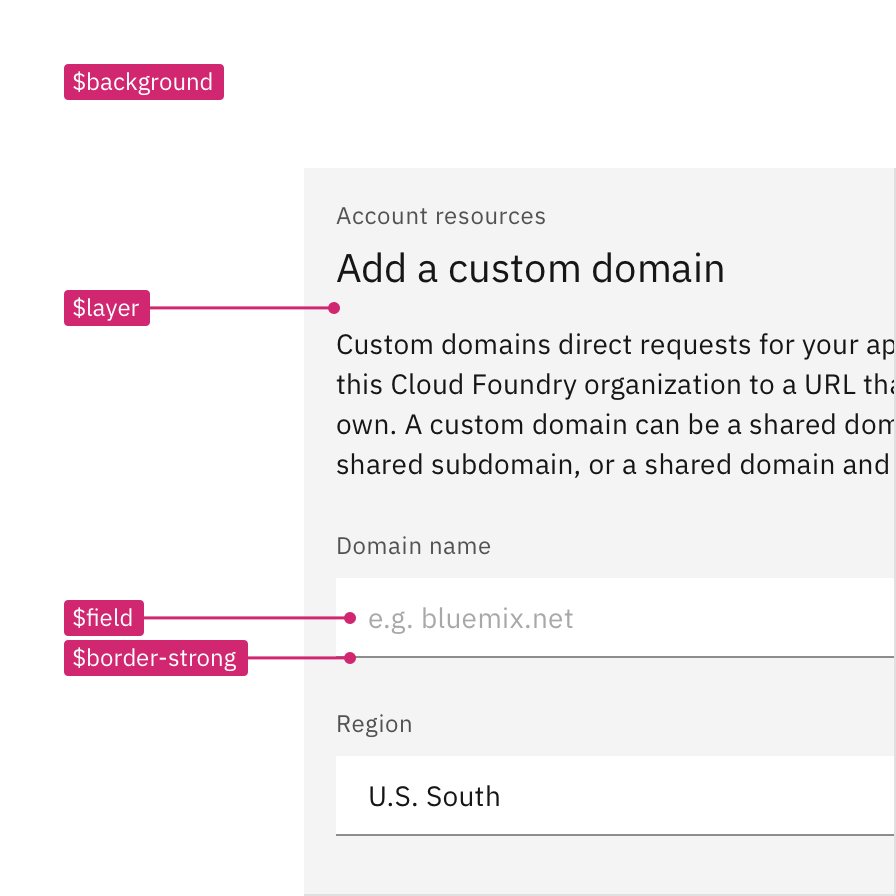 $background
Account resources
Add a custom domain
$layer
Custom domains direct requests for your ap
this Cloud Foundry organization to a URL tha
own. A custom domain can be a shared dom
shared subdomain, or a shared domain and
Domain name
$field
e.g. bluemix.net
$border-strong
Region
U.S. South